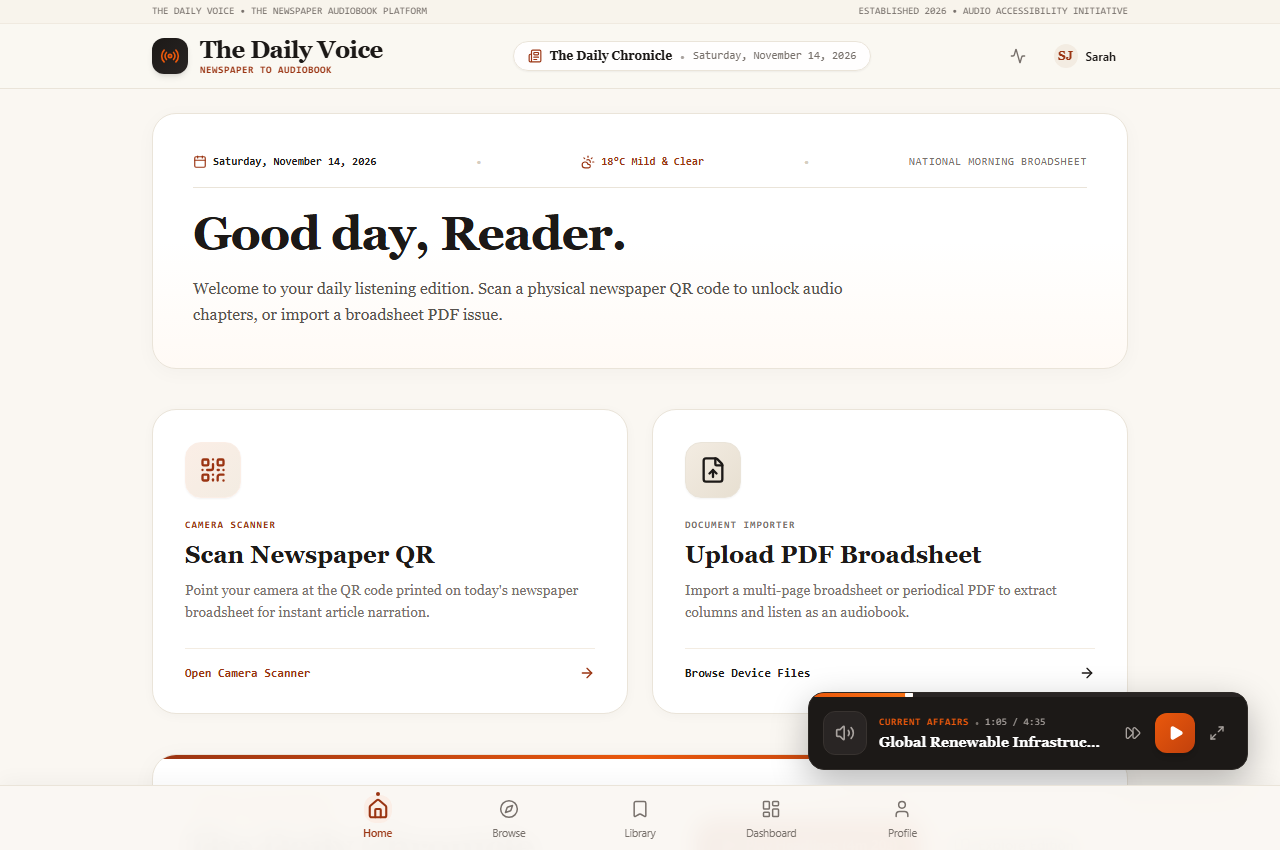 THE DAILY VOICE • THE NEWSPAPER AUDIOBOOK PLATFORM
ESTABLISHED 2026 • AUDIO ACCESSIBILITY INITIATIVE
The Daily Voice
NEWSPAPER TO AUDIOBOOK
The Daily Chronicle • Saturday, November 14, 2026
SJ Sarah
Saturday, November 14, 2026 • 18°C Mild & Clear • NATIONAL MORNING BROADSHEET
Good day, Reader.
Welcome to your daily listening edition. Scan a physical newspaper QR code to unlock audio
chapters, or import a broadsheet PDF issue.
CAMERA SCANNER
Scan Newspaper QR
Point your camera at the QR code printed on today's newspaper
broadsheet for instant article narration.
Open Camera Scanner
DOCUMENT IMPORTER
Upload PDF Broadsheet
Import a multi-page broadsheet or periodical PDF to extract
columns and listen as an audiobook.
Browse Device Files
CURRENT AFFAIRS • 1:05 / 4:35
Global Renewable Infrastruc...
Home
Browse
Library
Dashboard
Profile